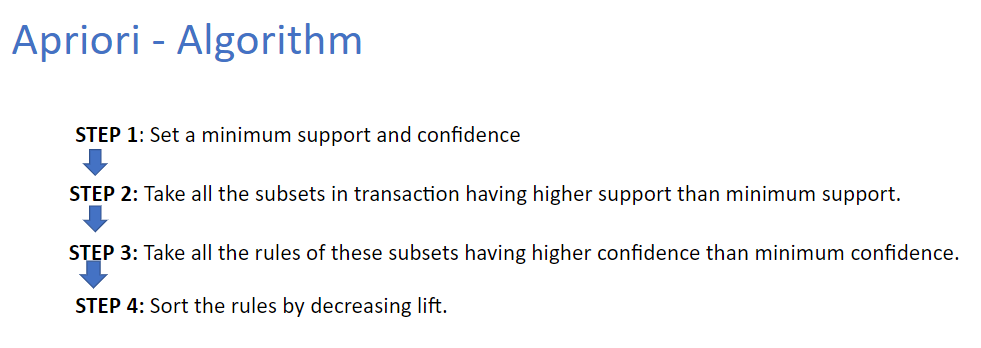 Apriori - Algorithm
STEP 1: Set a minimum support and confidence
STEP 2: Take all the subsets in transaction having higher support than minimum support.
STEP 3: Take all the rules of these subsets having higher confidence than minimum confidence.
STEP 4: Sort the rules by decreasing lift.